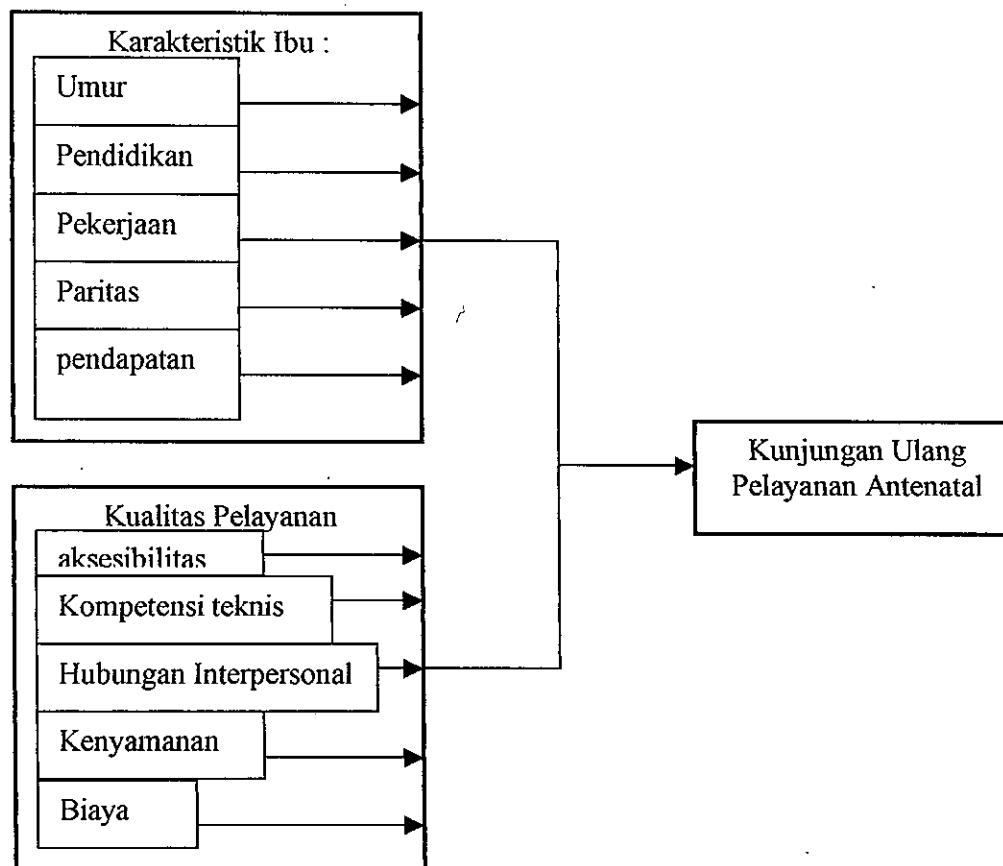 Karakteristik Ibu :
Umur
Pendidikan
Pekerjaan
Paritas
pendapatan
Kunjungan Ulang
Pelayanan Antenatal
Kualitas Pelayanan
aksesibilitas
Kompetensi teknis
Hubungan Interpersonal
Kenyamanan
Biaya